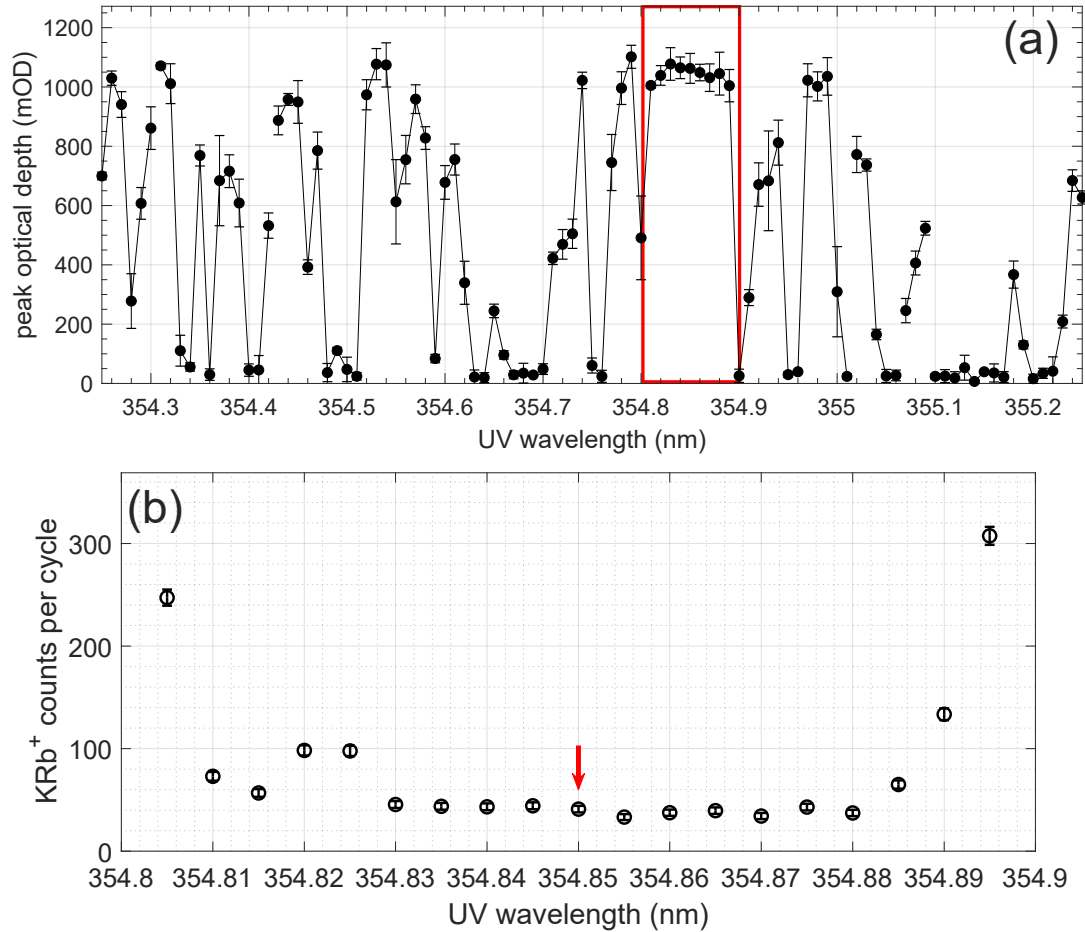 (a)
peak optical depth (mOD)
1200
1000
800
600
400
200
0
354.3 354.4 354.5 354.6 354.7 354.8 354.9 355 355.1 355.2
UV wavelength (nm)
(b)
KRb⁺ counts per cycle
300
200
100
0
354.8 354.81 354.82 354.83 354.84 354.85 354.86 354.87 354.88 354.89 354.9
UV wavelength (nm)